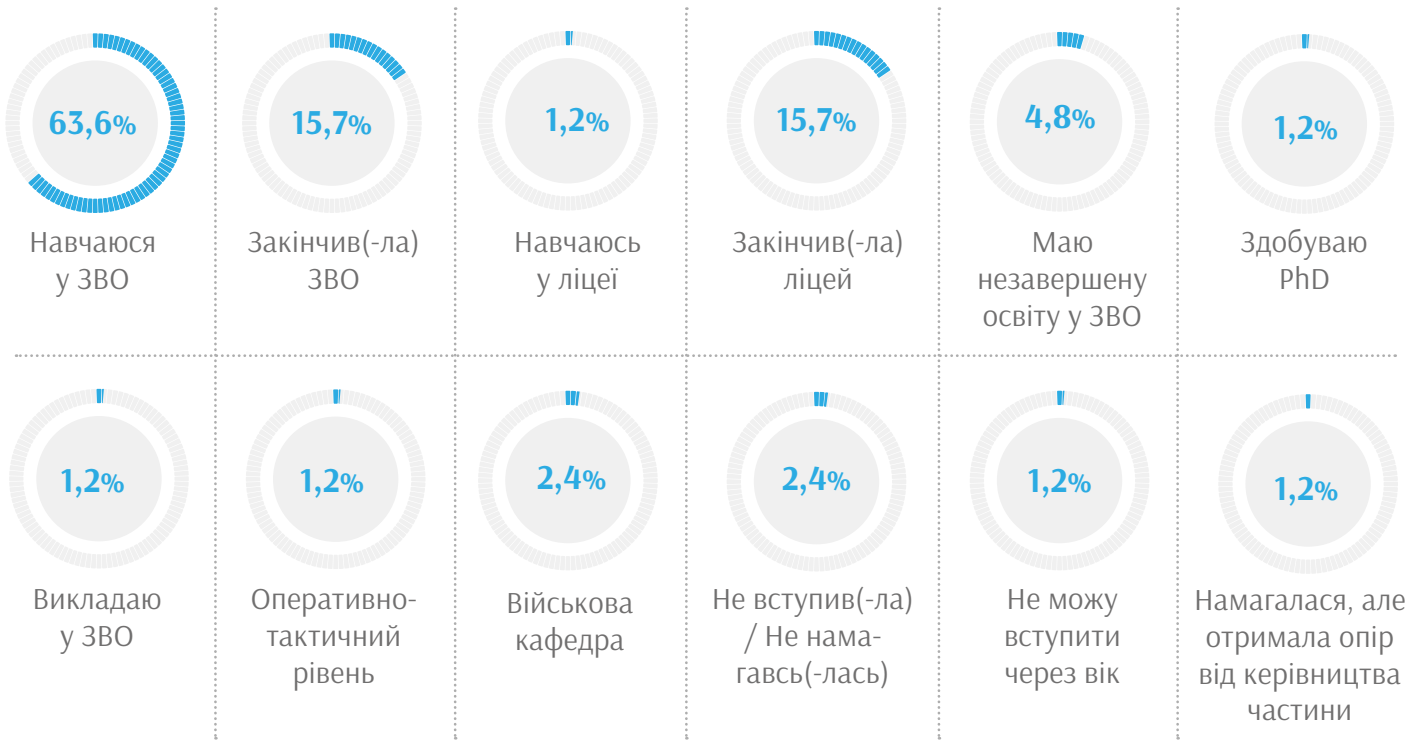 63,6%
Навчаюся
у ЗВО
15,7%
Закінчив(-ла)
ЗВО
1,2%
Навчаюсь
у ліцеї
15,7%
Закінчив(-ла)
ліцей
4,8%
Маю
незавершену
освіту у ЗВО
1,2%
Здобуваю
PhD
1,2%
Викладаю
у ЗВО
1,2%
Оперативно-
тактичний
рівень
2,4%
Військова
кафедра
2,4%
Не вступив(-ла)
/ Не нама-
гавсь(-лась)
1,2%
Не можу
вступити
через вік
1,2%
Намагалася, але
отримала опір
від керівництва
частини